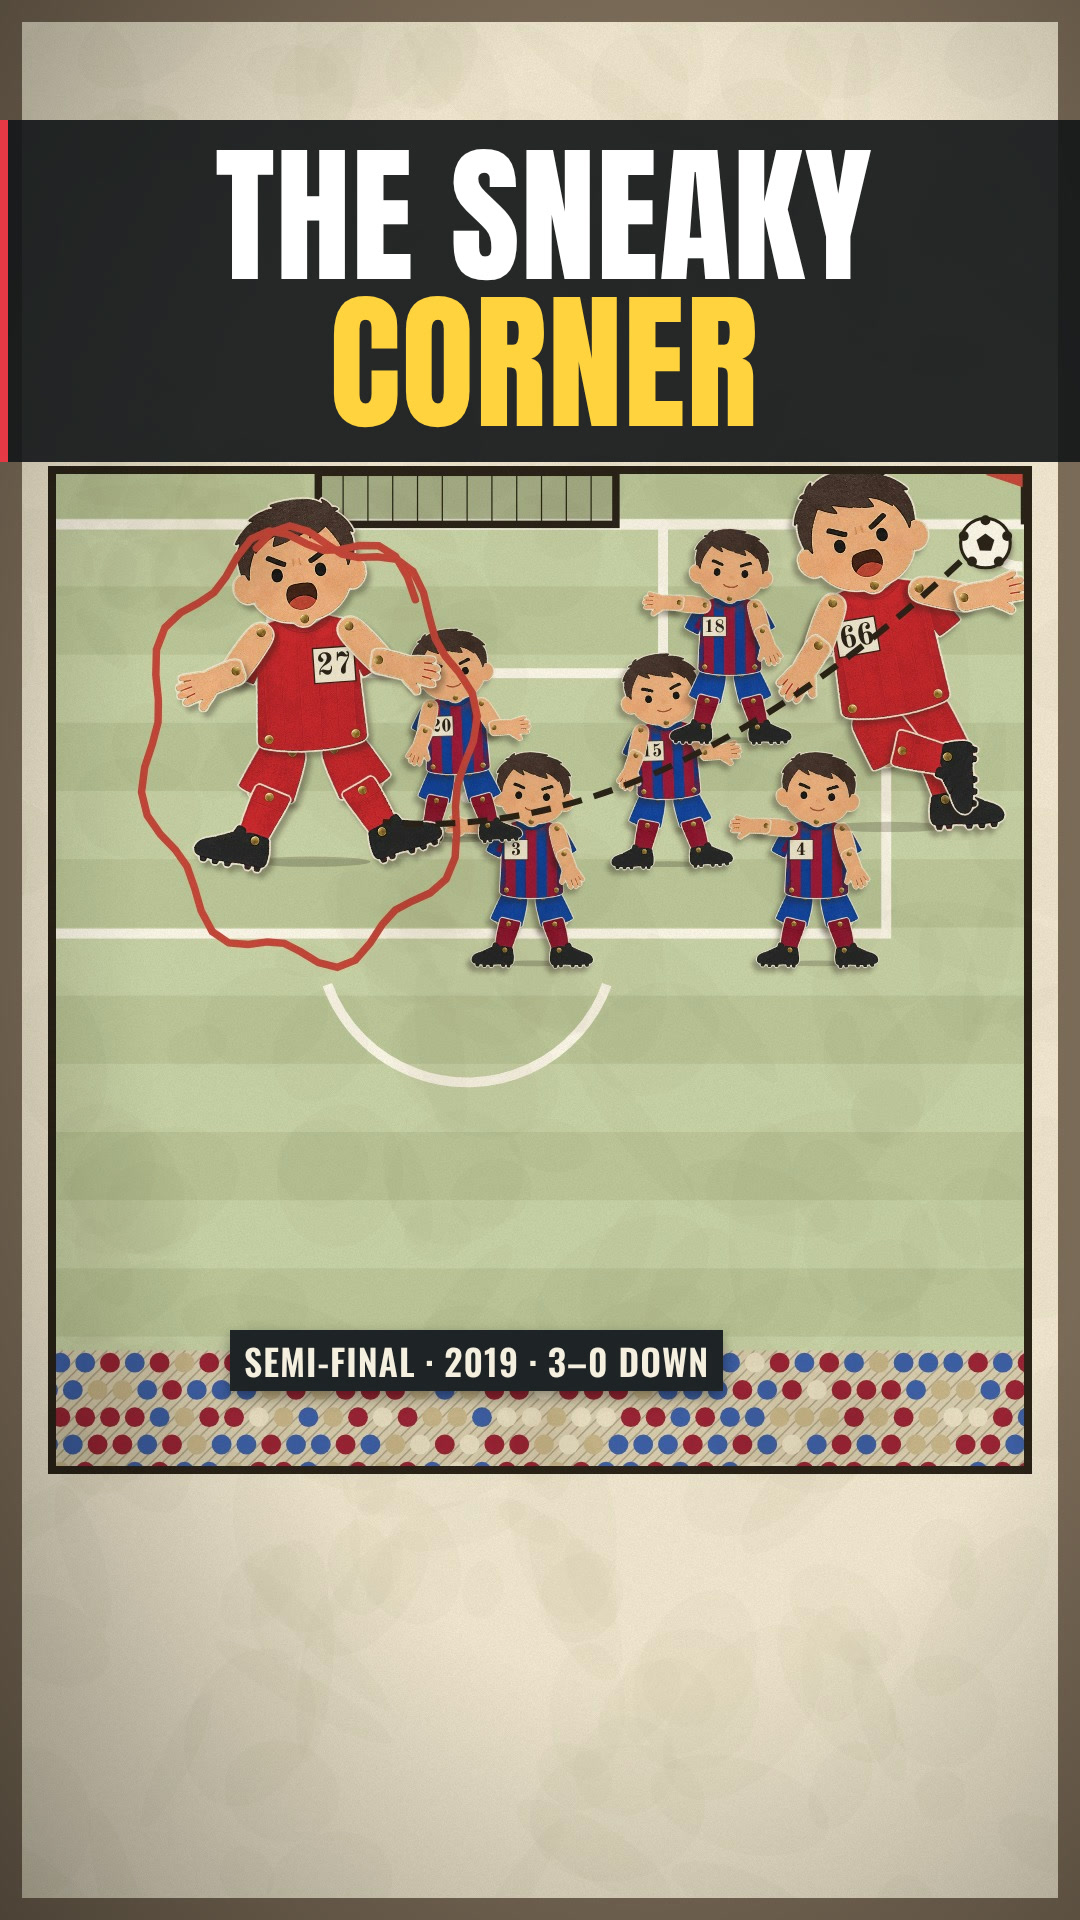 THE SNEAKY
CORNER
27
66
18
20
15
3
4
SEMI-FINAL · 2019 · 3–0 DOWN